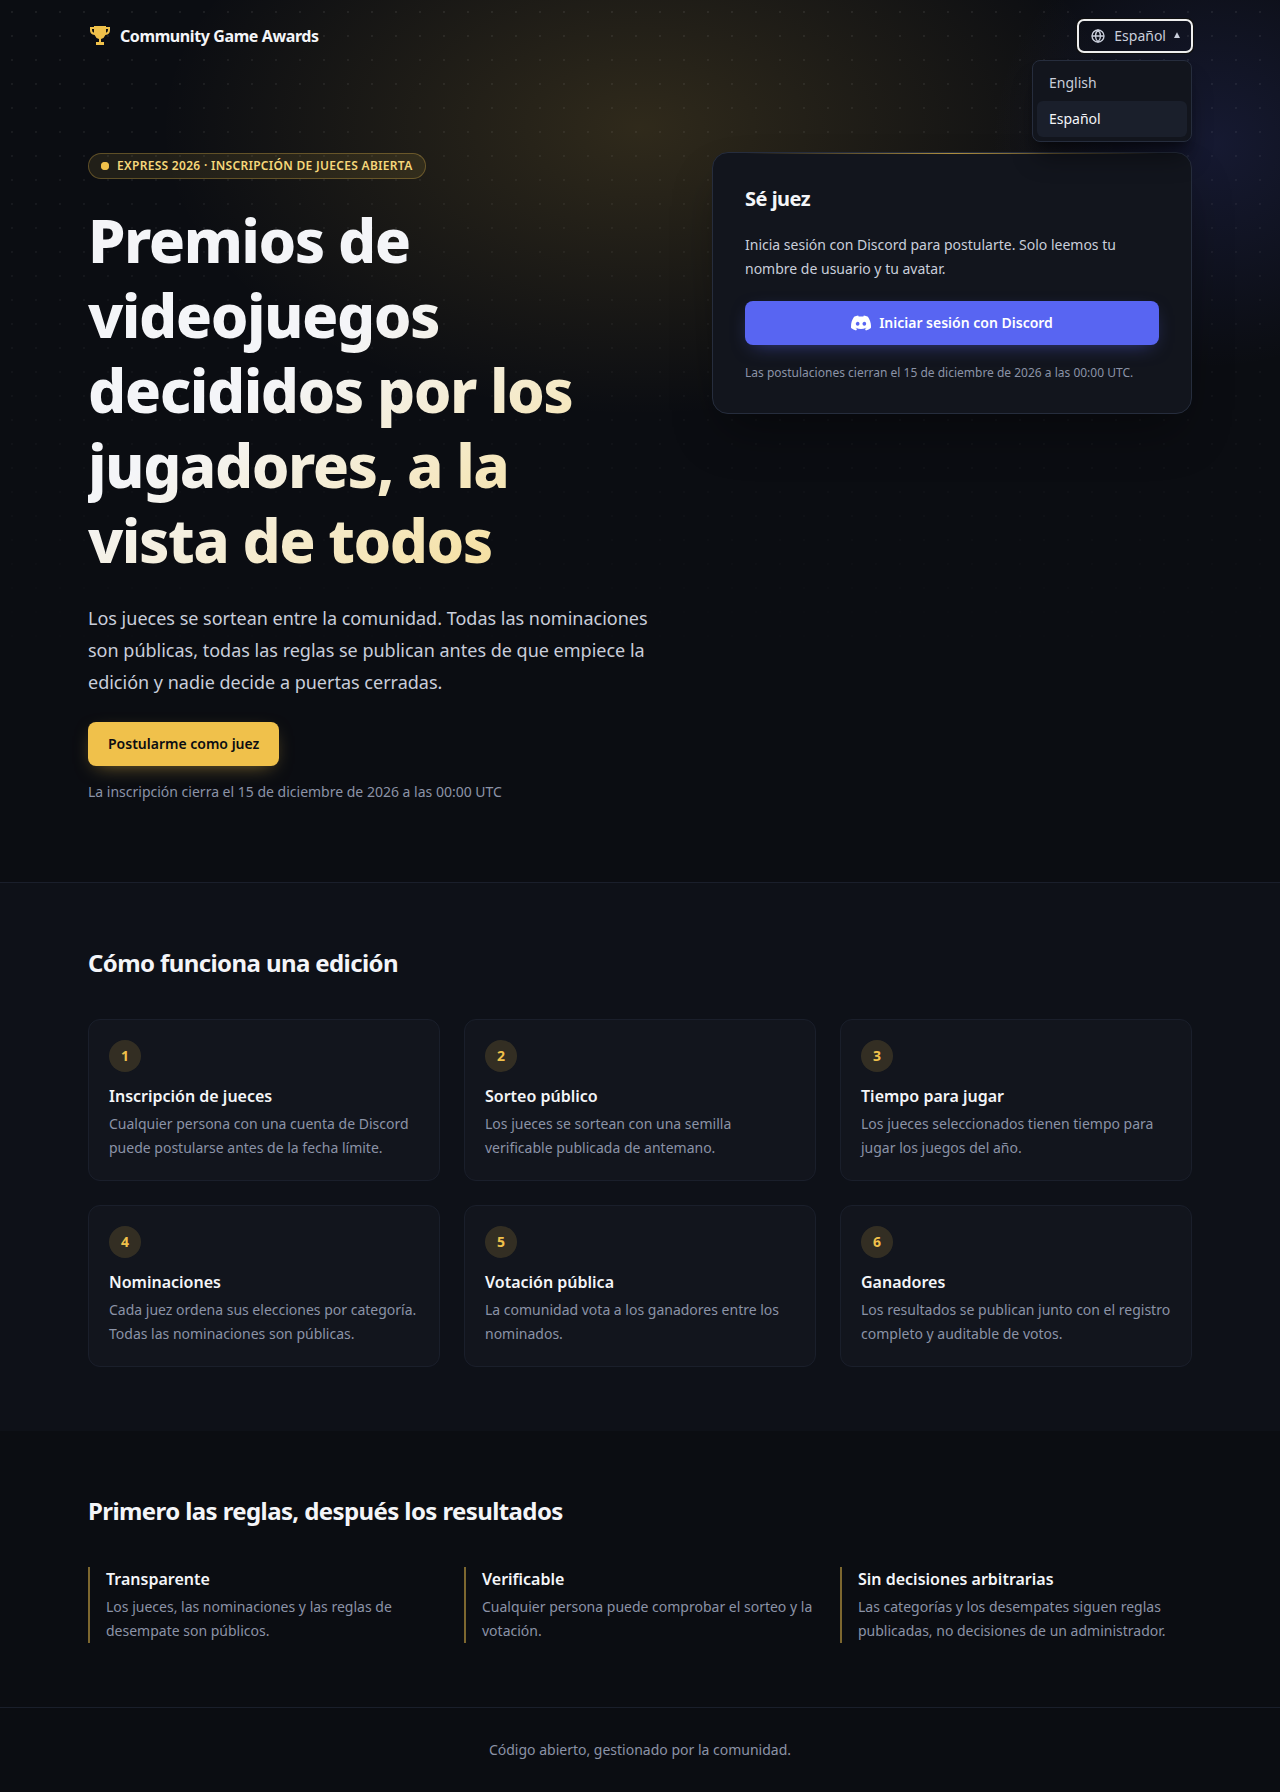 Community Game Awards
Español ▲
English
Español
EXPRESS 2026 · INSCRIPCIÓN DE JUECES ABIERTA
Premios de
videojuegos
decididos por los
jugadores, a la
vista de todos
Los jueces se sortean entre la comunidad. Todas las nominaciones
son públicas, todas las reglas se publican antes de que empiece la
edición y nadie decide a puertas cerradas.
Postularme como juez
La inscripción cierra el 15 de diciembre de 2026 a las 00:00 UTC
Sé juez
Inicia sesión con Discord para postularte. Solo leemos tu
nombre de usuario y tu avatar.
Iniciar sesión con Discord
Las postulaciones cierran el 15 de diciembre de 2026 a las 00:00 UTC.
Cómo funciona una edición
1
Inscripción de jueces
Cualquier persona con una cuenta de Discord
puede postularse antes de la fecha límite.
2
Sorteo público
Los jueces se sortean con una semilla
verificable publicada de antemano.
3
Tiempo para jugar
Los jueces seleccionados tienen tiempo para
jugar los juegos del año.
4
Nominaciones
Cada juez ordena sus elecciones por categoría.
Todas las nominaciones son públicas.
5
Votación pública
La comunidad vota a los ganadores entre los
nominados.
6
Ganadores
Los resultados se publican junto con el registro
completo y auditable de votos.
Primero las reglas, después los resultados
Transparente
Los jueces, las nominaciones y las reglas de
desempate son públicos.
Verificable
Cualquier persona puede comprobar el sorteo y la
votación.
Sin decisiones arbitrarias
Las categorías y los desempates siguen reglas
publicadas, no decisiones de un administrador.
Código abierto, gestionado por la comunidad.